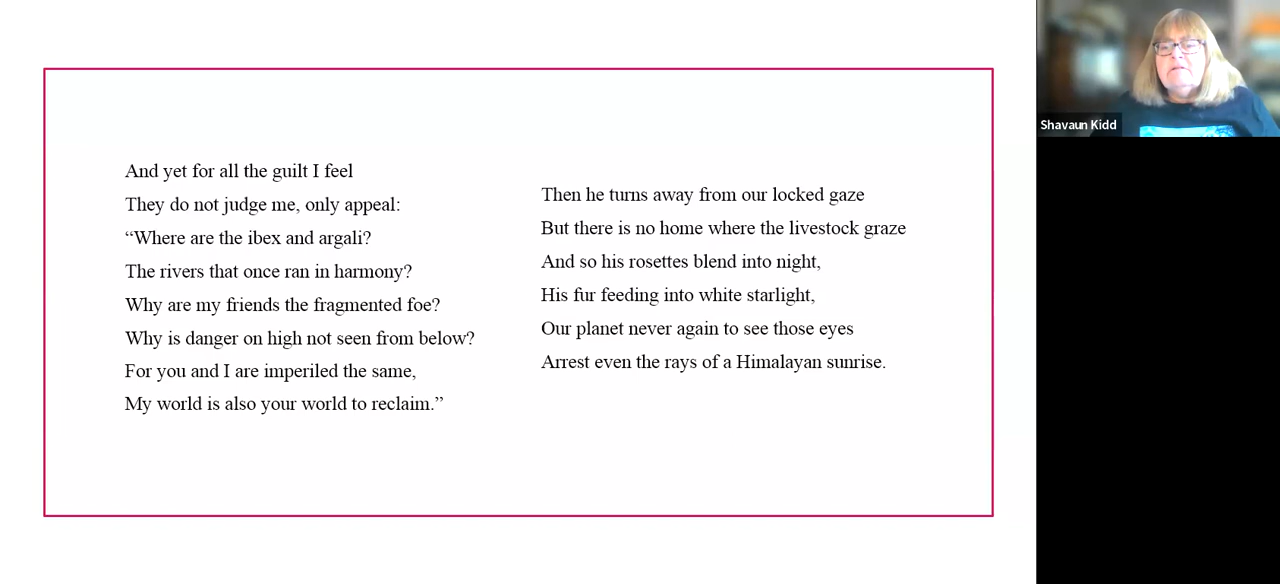 And yet for all the guilt I feel
They do not judge me, only appeal:
“Where are the ibex and argali?
The rivers that once ran in harmony?
Why are my friends the fragmented foe?
Why is danger on high not seen from below?
For you and I are imperiled the same,
My world is also your world to reclaim.”
Then he turns away from our locked gaze
But there is no home where the livestock graze
And so his rosettes blend into night,
His fur feeding into white starlight,
Our planet never again to see those eyes
Arrest even the rays of a Himalayan sunrise.
Shavaun Kidd